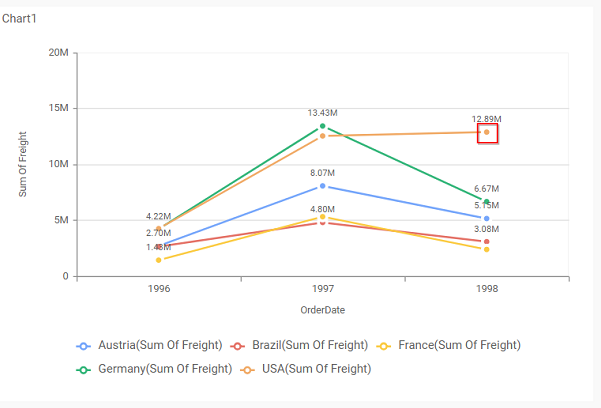 Chart1
20M
15M
10M
5M
0
Sum Of Freight
13.43M
12.89M
8.07M
6.67M
5.15M
4.80M
4.22M
3.08M
2.70M
1.48M
1996
1997
1998
OrderDate
Austria(Sum Of Freight) Brazil(Sum Of Freight) France(Sum Of Freight)
Germany(Sum Of Freight) USA(Sum Of Freight)